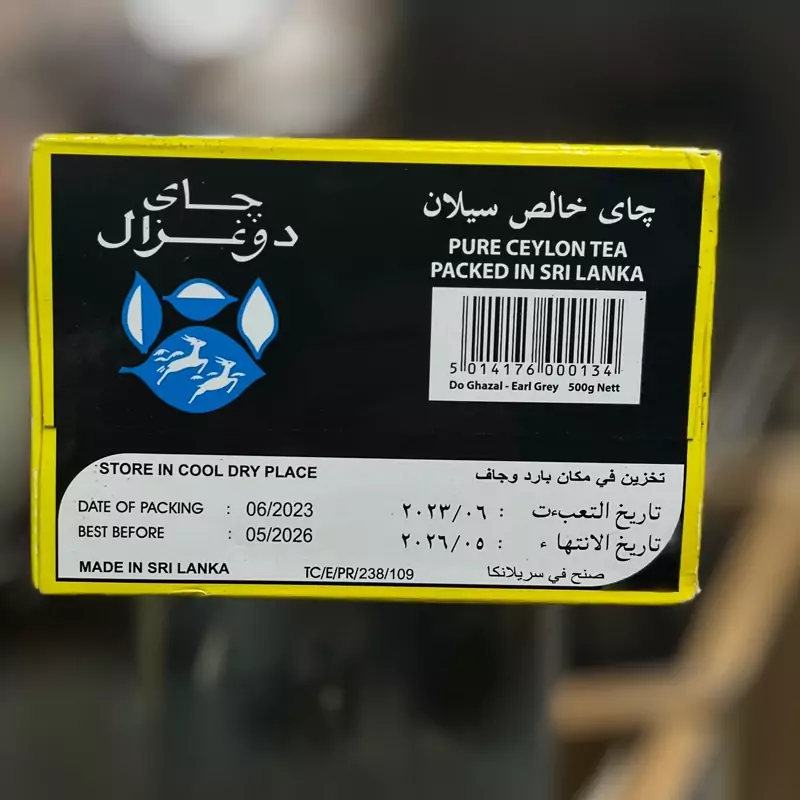 چای
دوغزال
چای خالص سیلان
PURE CEYLON TEA
PACKED IN SRI LANKA
5 014176 000134
Do Ghazal - Earl Grey 500g Nett
STORE IN COOL DRY PLACE
تخزين في مكان بارد وجاف
DATE OF PACKING : 06/2023
تاريخ التعبءت : ٢٠٢٣/٠٦
BEST BEFORE : 05/2026
تاريخ الانتهاء : ٢٠٢٦/٠٥
MADE IN SRI LANKA
TC/E/PR/238/109
صنع في سريلانكا